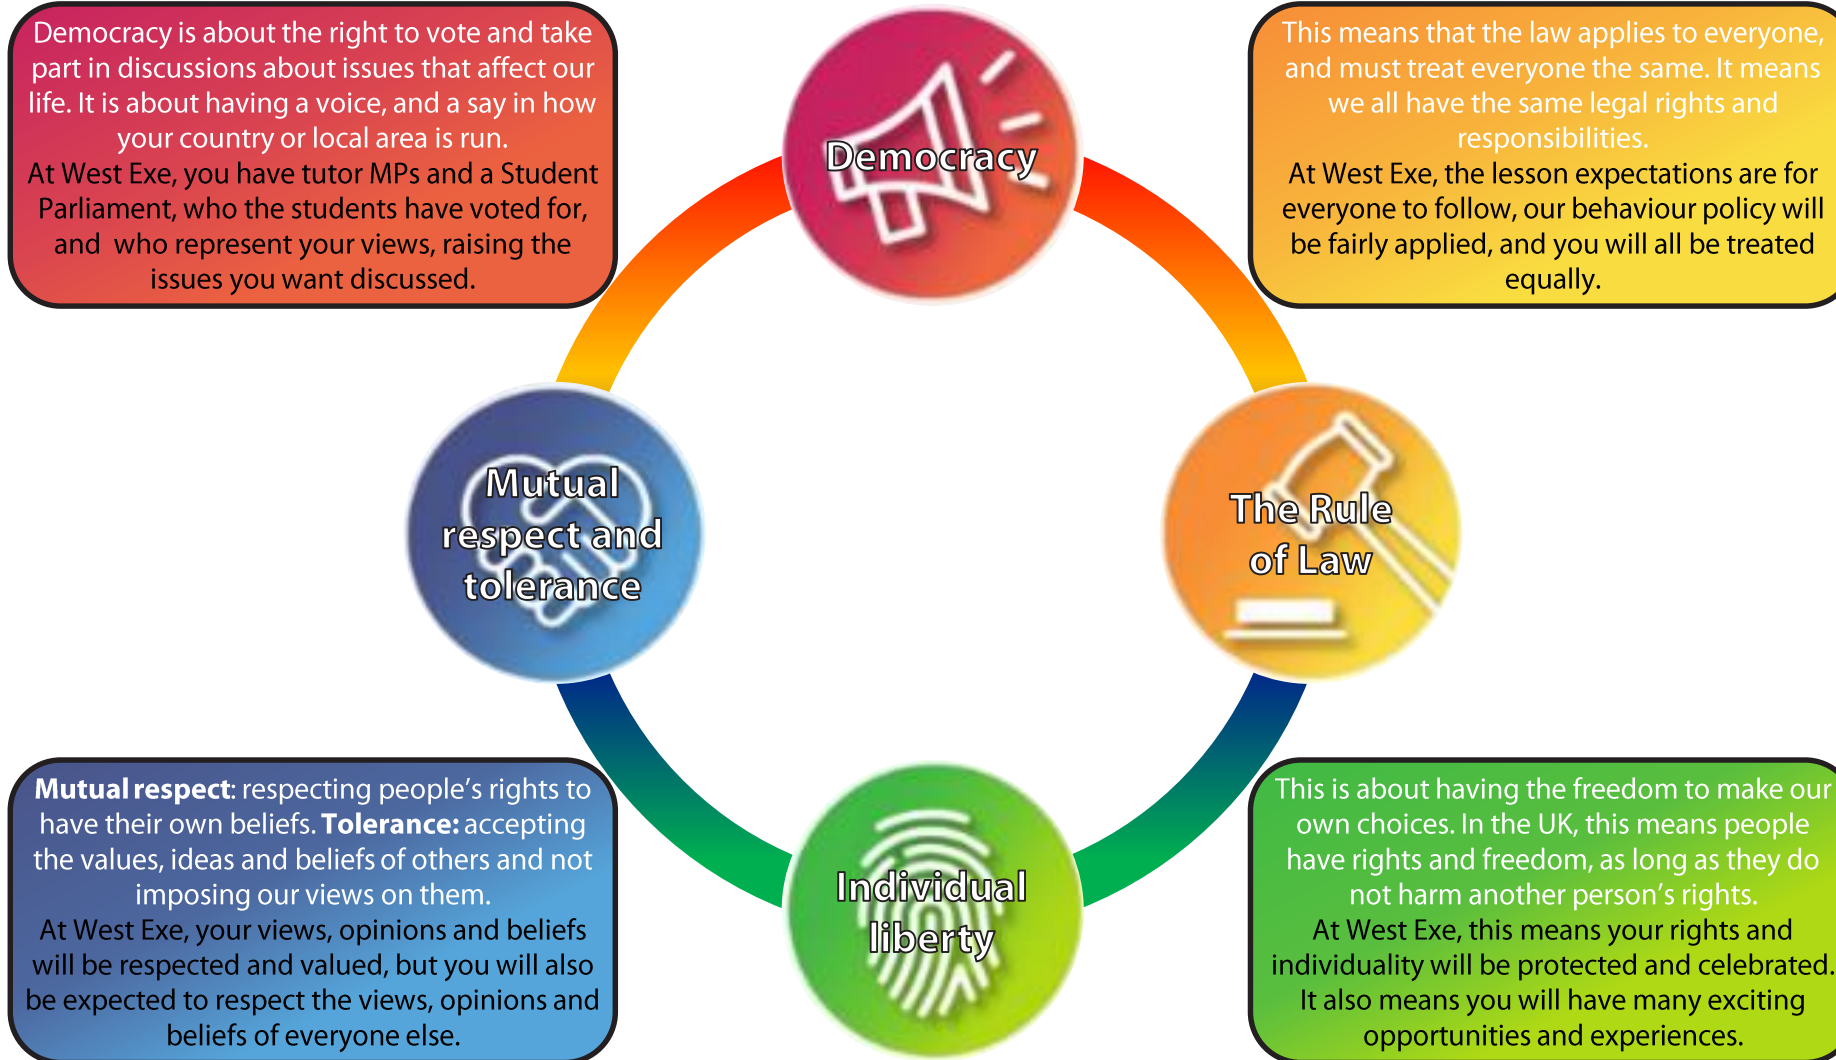 Democracy is about the right to vote and take
part in discussions about issues that affect our
life. It is about having a voice, and a say in how
your country or local area is run.
At West Exe, you have tutor MPs and a Student
Parliament, who the students have voted for,
and who represent your views, raising the
issues you want discussed.
Democracy
This means that the law applies to everyone,
and must treat everyone the same. It means
we all have the same legal rights and
responsibilities.
At West Exe, the lesson expectations are for
everyone to follow, our behaviour policy will
be fairly applied, and you will all be treated
equally.
Mutual
respect and
tolerance
The Rule
of Law
Mutual respect: respecting people’s rights to
have their own beliefs. Tolerance: accepting
the values, ideas and beliefs of others and not
imposing our views on them.
At West Exe, your views, opinions and beliefs
will be respected and valued, but you will also
be expected to respect the views, opinions and
beliefs of everyone else.
Individual
liberty
This is about having the freedom to make our
own choices. In the UK, this means people
have rights and freedom, as long as they do
not harm another person’s rights.
At West Exe, this means your rights and
individuality will be protected and celebrated.
It also means you will have many exciting
opportunities and experiences.